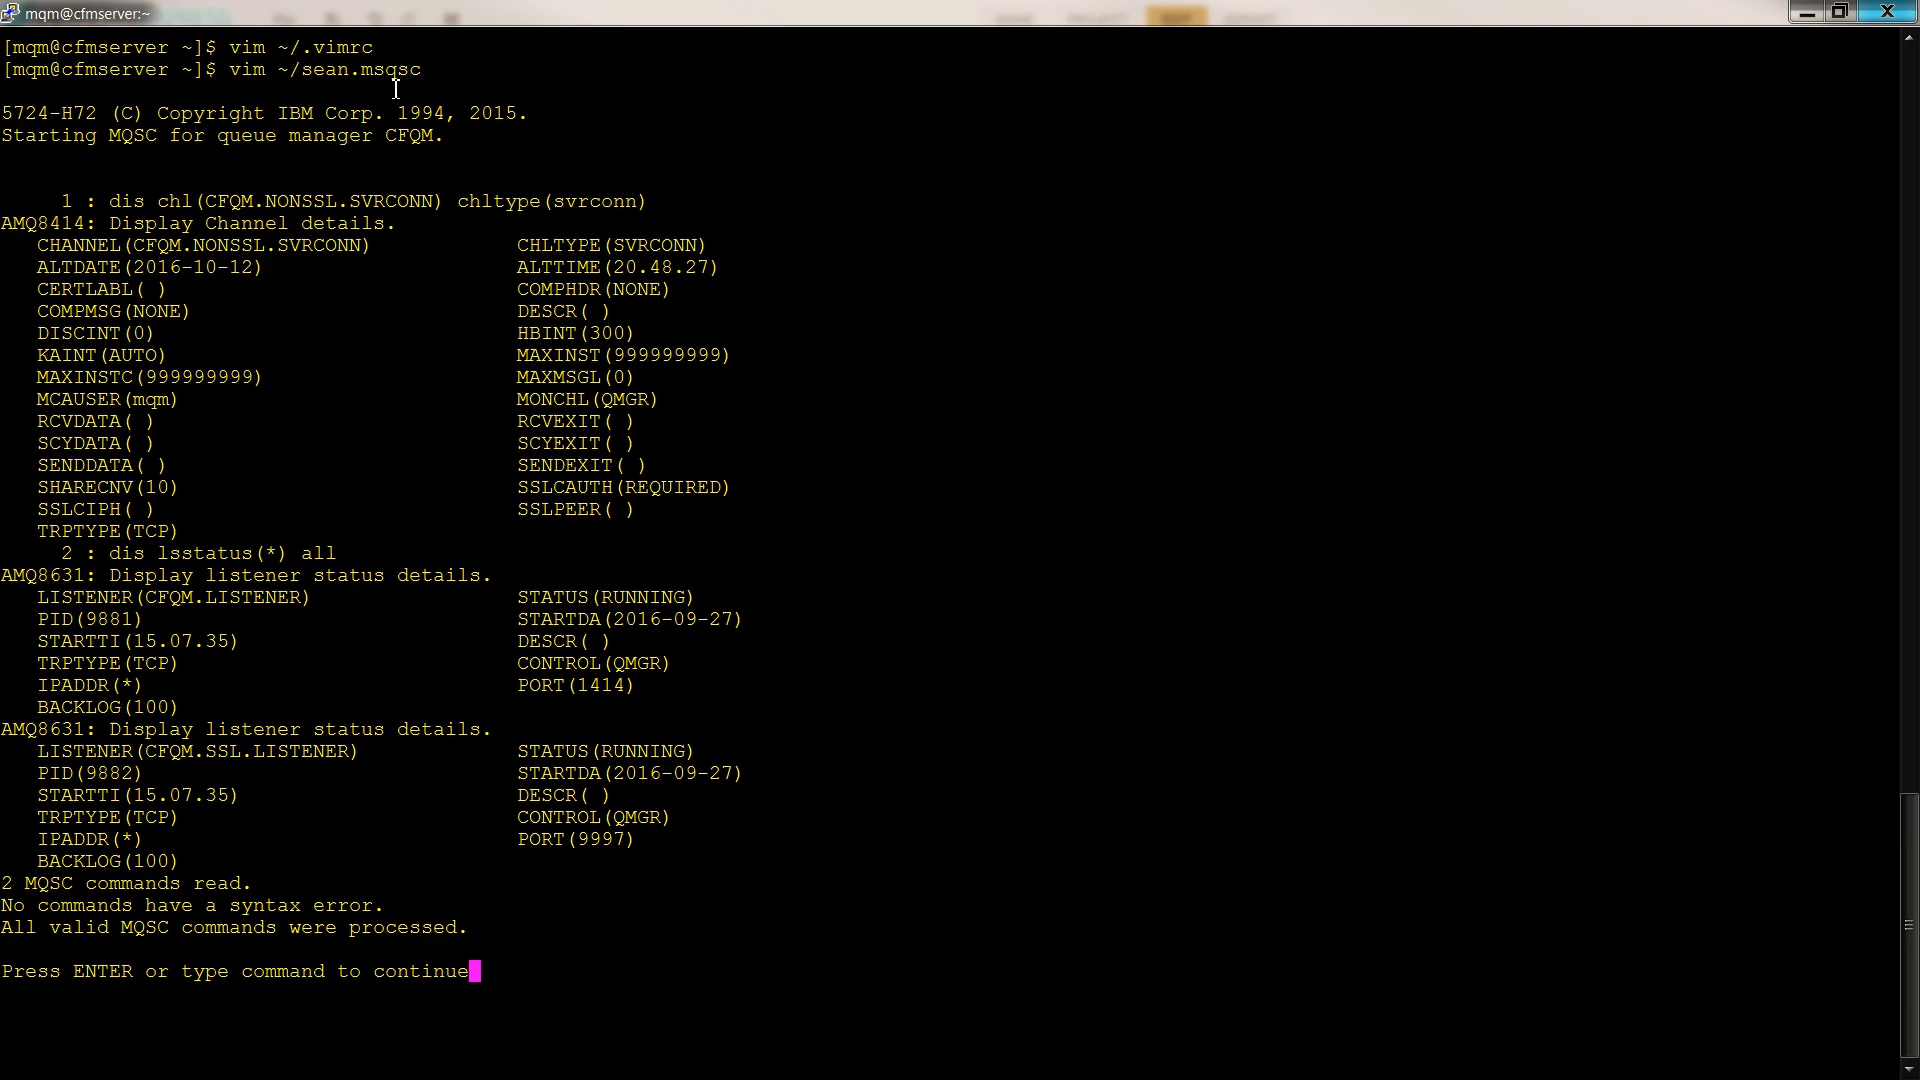 mqm@cfmserver:~
[mqm@cfmserver ~]$ vim ~/.vimrc
[mqm@cfmserver ~]$ vim ~/sean.msqsc
5724-H72 (C) Copyright IBM Corp. 1994, 2015.
Starting MQSC for queue manager CFQM.
1 : dis chl(CFQM.NONSSL.SVRCONN) chltype(svrconn)
AMQ8414: Display Channel details.
CHANNEL(CFQM.NONSSL.SVRCONN) CHLTYPE(SVRCONN)
ALTDATE(2016-10-12) ALTTIME(20.48.27)
CERTLABL( ) COMPHDR(NONE)
COMPMSG(NONE) DESCR( )
DISCINT(0) HBINT(300)
KAINT(AUTO) MAXINST(999999999)
MAXINSTC(999999999) MAXMSGL(0)
MCAUSER(mqm) MONCHL(QMGR)
RCVDATA( ) RCVEXIT( )
SCYDATA( ) SCYEXIT( )
SENDDATA( ) SENDEXIT( )
SHARECNV(10) SSLCAUTH(REQUIRED)
SSLCIPH( ) SSLPEER( )
TRPTYPE(TCP)
2 : dis lsstatus(*) all
AMQ8631: Display listener status details.
LISTENER(CFQM.LISTENER) STATUS(RUNNING)
PID(9881) STARTDA(2016-09-27)
STARTTI(15.07.35) DESCR( )
TRPTYPE(TCP) CONTROL(QMGR)
IPADDR(*) PORT(1414)
BACKLOG(100)
AMQ8631: Display listener status details.
LISTENER(CFQM.SSL.LISTENER) STATUS(RUNNING)
PID(9882) STARTDA(2016-09-27)
STARTTI(15.07.35) DESCR( )
TRPTYPE(TCP) CONTROL(QMGR)
IPADDR(*) PORT(9997)
BACKLOG(100)
2 MQSC commands read.
No commands have a syntax error.
All valid MQSC commands were processed.
Press ENTER or type command to continue